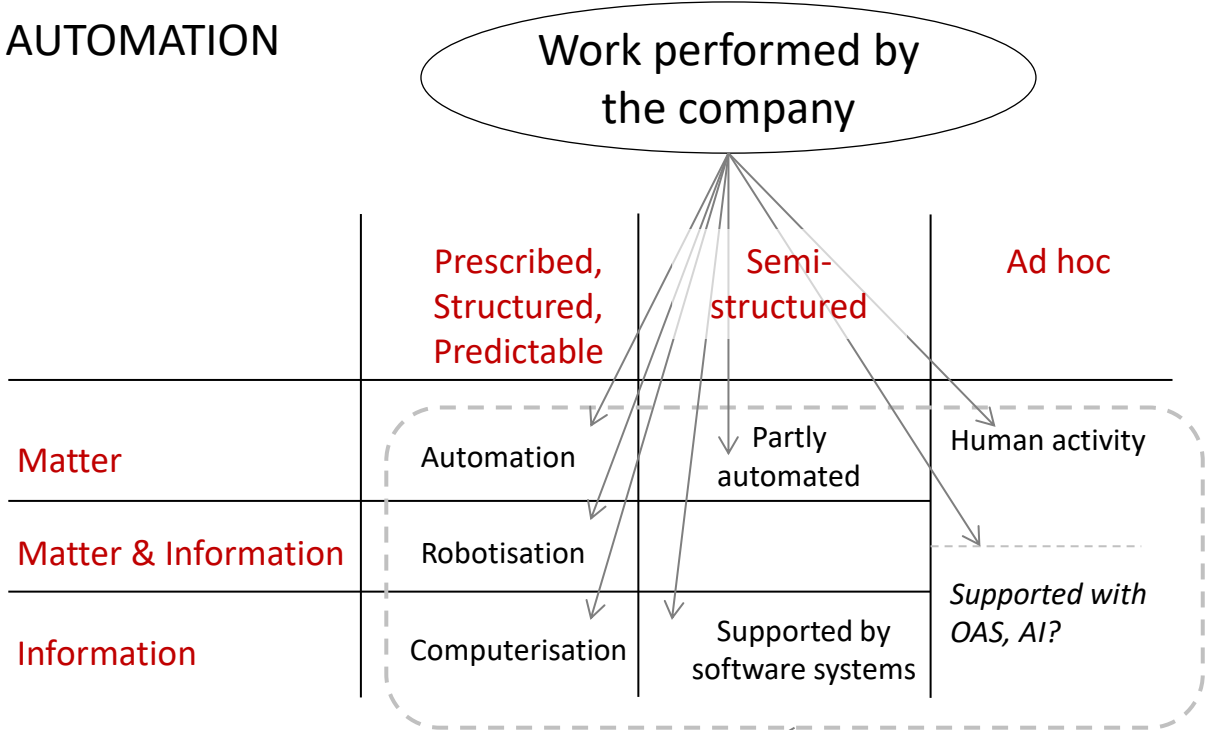 AUTOMATION
Work performed by
the company
Prescribed,
Structured,
Predictable
Semi-
structured
Ad hoc
Matter
Automation
Partly
automated
Human activity
Matter & Information
Robotisation
Information
Computerisation
Supported by
software systems
Supported with
OAS, AI?